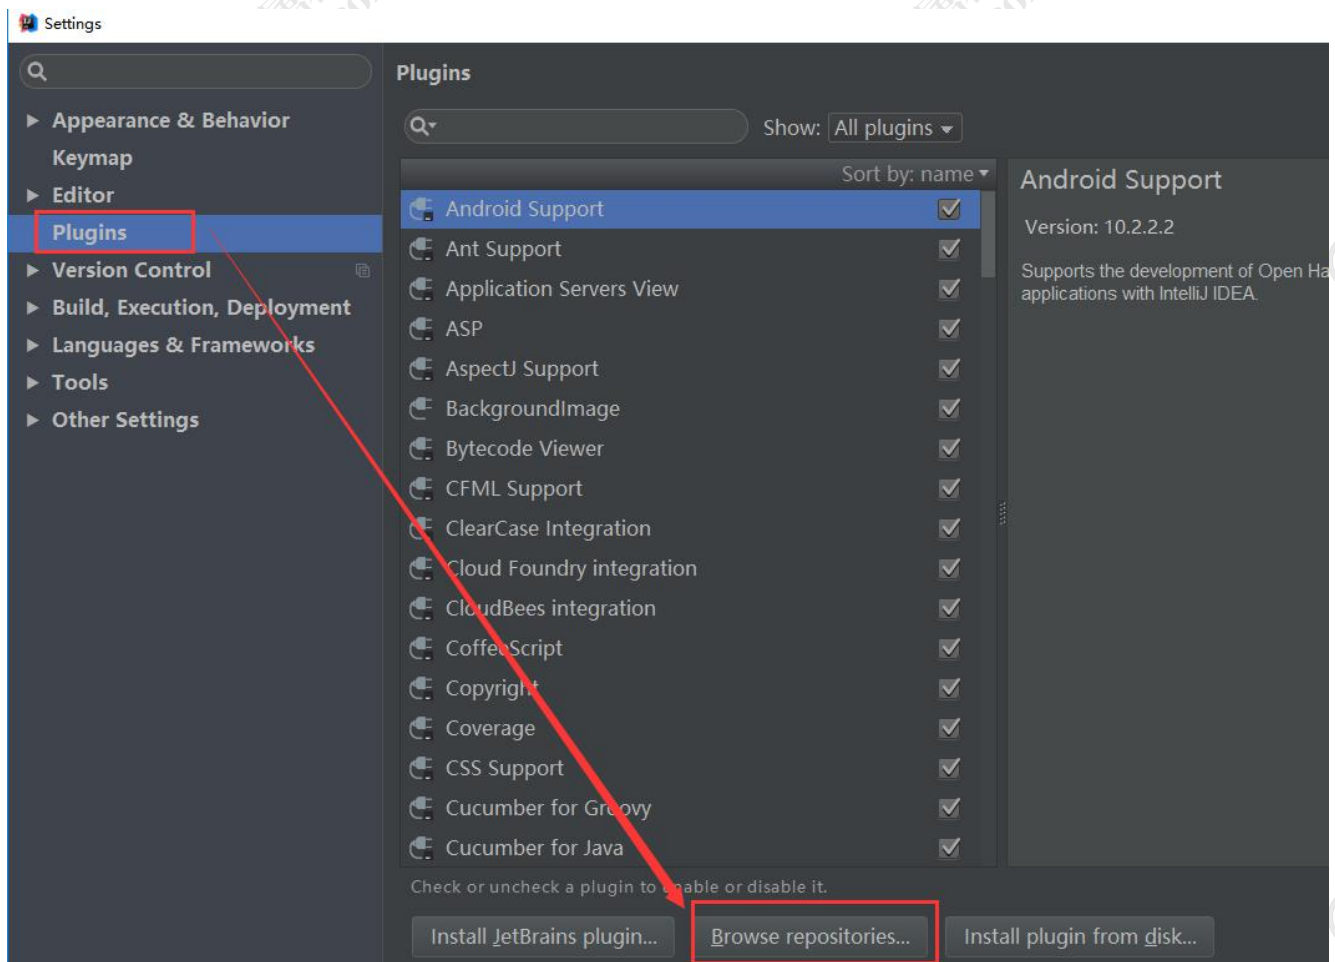 Settings
Appearance & Behavior
Keymap
Editor
Plugins
Version Control
Build, Execution, Deployment
Languages & Frameworks
Tools
Other Settings
Plugins
Show: All plugins
Sort by: name
Android Support
Ant Support
Application Servers View
ASP
AspectJ Support
BackgroundImage
Bytecode Viewer
CFML Support
ClearCase Integration
Cloud Foundry integration
CloudBees integration
CoffeeScript
Copyright
Coverage
CSS Support
Cucumber for Groovy
Cucumber for Java
Check or uncheck a plugin to enable or disable it.
Install JetBrains plugin...
Browse repositories...
Install plugin from disk...
Android Support
Version: 10.2.2.2
Supports the development of Open Ha
applications with IntelliJ IDEA.